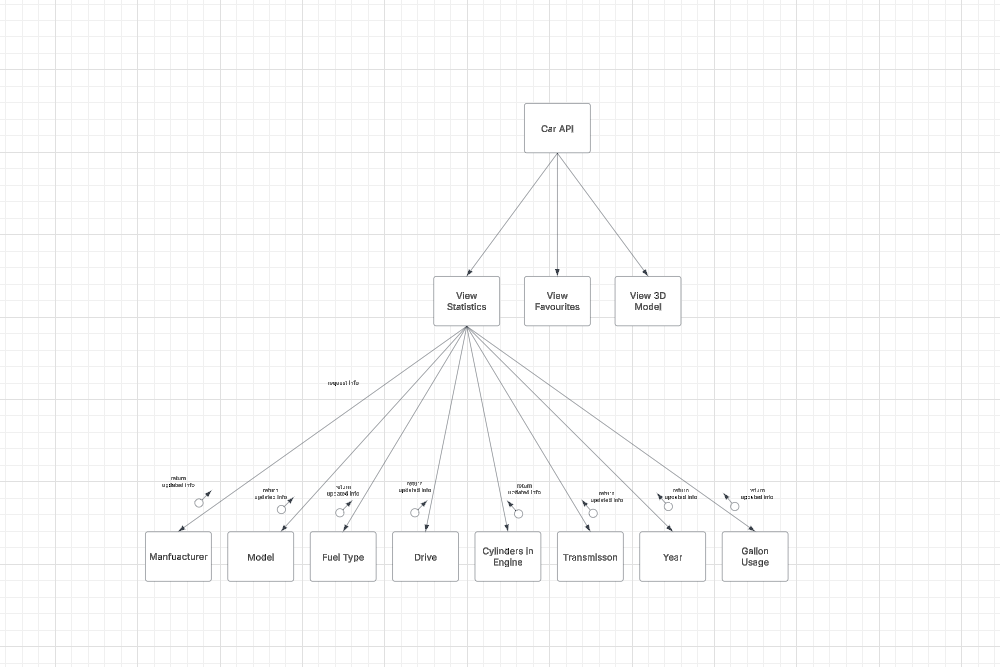 Car API
View
Statistics
View
Favourites
View 3D
Model
request info
return
updated info
return
updated info
return
updated info
return
updated info
return
updated info
return
updated info
return
updated info
return
updated info
Manfuacturer
Model
Fuel Type
Drive
Cylinders in
Engine
Transmisson
Year
Gallon
Usage